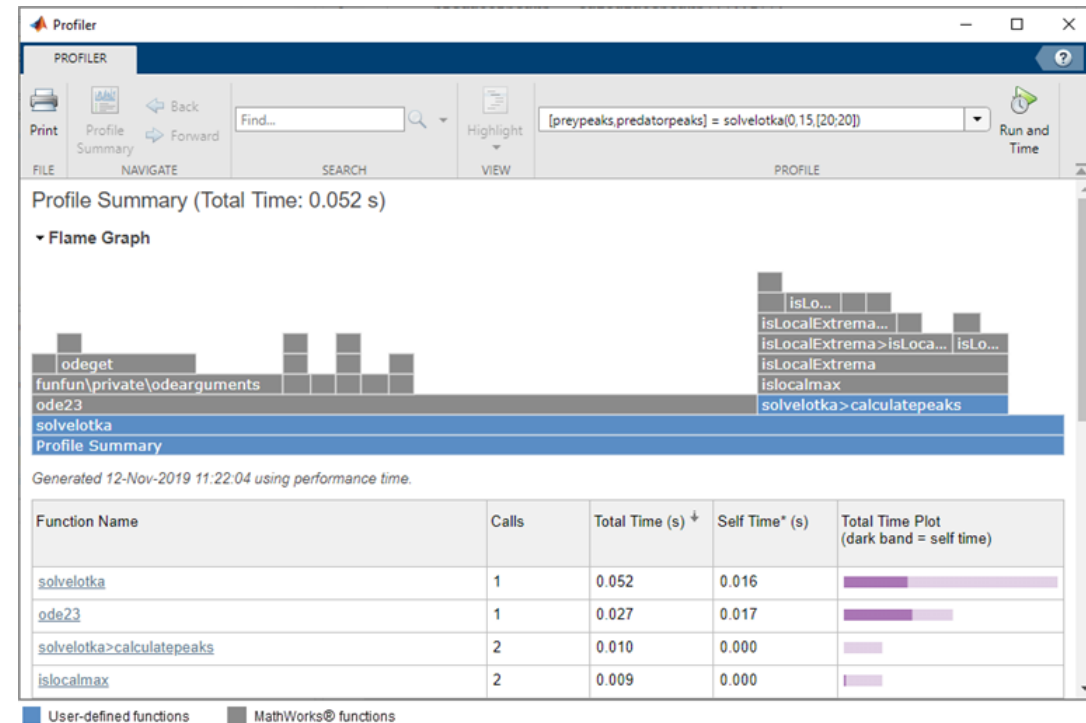 Profiler
PROFILER
?
Print
Profile
Summary
Back
Forward
Find...
Highlight
[preypeaks,predatorpeaks] = solvelotka(0,15,[20;20])
Run and
Time
FILE NAVIGATE SEARCH VIEW PROFILE
Profile Summary (Total Time: 0.052 s)
Flame Graph
isLo...
isLocalExtrema...
isLocalExtrema>isLoca... isLo...
odeget isLocalExtrema
funfun\private\odearguments islocalmax
ode23 solvelotka>calculatepeaks
solvelotka
Profile Summary
Generated 12-Nov-2019 11:22:04 using performance time.
Function Name Calls Total Time (s) Self Time* (s) Total Time Plot
(dark band = self time)
solvelotka 1 0.052 0.016
ode23 1 0.027 0.017
solvelotka>calculatepeaks 2 0.010 0.000
islocalmax 2 0.009 0.000
User-defined functions MathWorks® functions